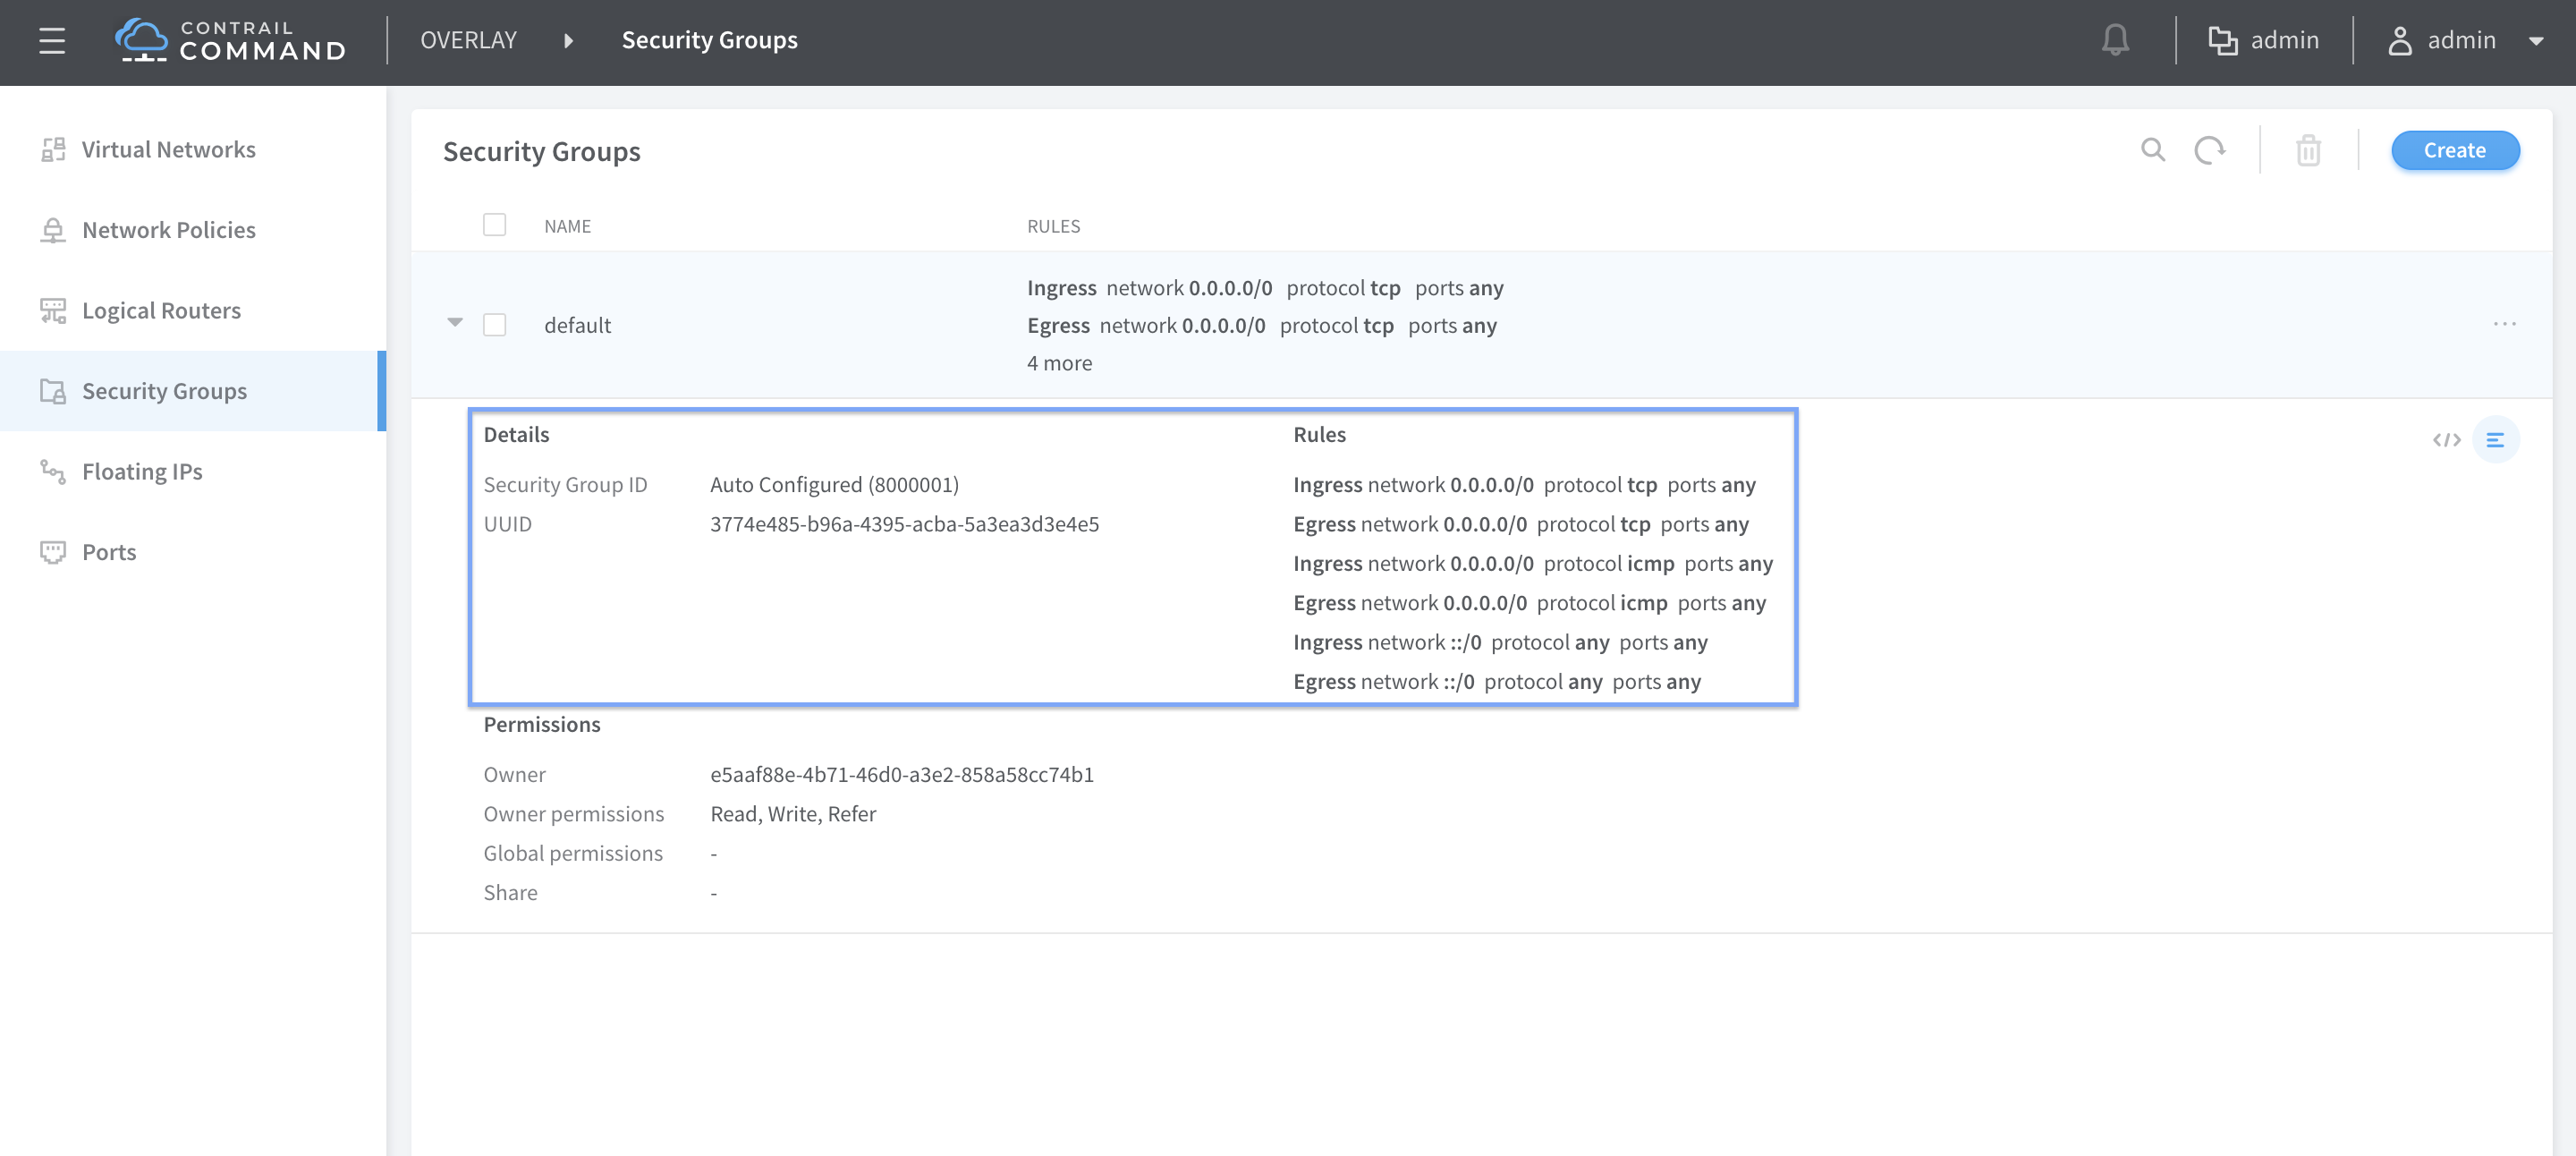 CONTRAIL
COMMAND
OVERLAY Security Groups
admin
admin
Virtual Networks
Network Policies
Logical Routers
Security Groups
Floating IPs
Ports
Security Groups
Create
NAME RULES
default
Ingress network 0.0.0.0/0 protocol tcp ports any
Egress network 0.0.0.0/0 protocol tcp ports any
4 more
...
Details
Security Group ID Auto Configured (8000001)
UUID 3774e485-b96a-4395-acba-5a3ea3d3e4e5
Rules
Ingress network 0.0.0.0/0 protocol tcp ports any
Egress network 0.0.0.0/0 protocol tcp ports any
Ingress network 0.0.0.0/0 protocol icmp ports any
Egress network 0.0.0.0/0 protocol icmp ports any
Ingress network ::/0 protocol any ports any
Egress network ::/0 protocol any ports any
</>
Permissions
Owner e5aaf88e-4b71-46d0-a3e2-858a58cc74b1
Owner permissions Read, Write, Refer
Global permissions -
Share -